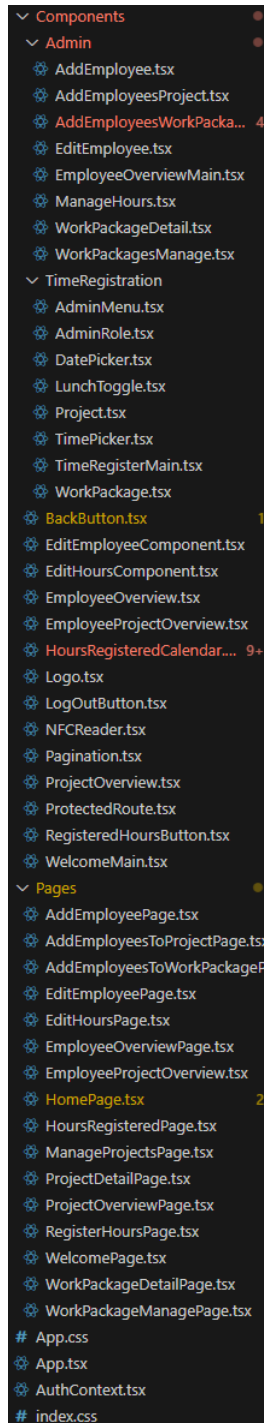 Components
Admin
AddEmployee.tsx
AddEmployeesProject.tsx
AddEmployeesWorkPacka... 4
EditEmployee.tsx
EmployeeOverviewMain.tsx
ManageHours.tsx
WorkPackageDetail.tsx
WorkPackagesManage.tsx
TimeRegistration
AdminMenu.tsx
AdminRole.tsx
DatePicker.tsx
LunchToggle.tsx
Project.tsx
TimePicker.tsx
TimeRegisterMain.tsx
WorkPackage.tsx
BackButton.tsx 1
EditEmployeeComponent.tsx
EditHoursComponent.tsx
EmployeeOverview.tsx
EmployeeProjectOverview.tsx
HoursRegisteredCalendar.... 9+
Logo.tsx
LogOutButton.tsx
NFCReader.tsx
Pagination.tsx
ProjectOverview.tsx
ProtectedRoute.tsx
RegisteredHoursButton.tsx
WelcomeMain.tsx
Pages
AddEmployeePage.tsx
AddEmployeesToProjectPage.tsx
AddEmployeesToWorkPackageP
EditEmployeePage.tsx
EditHoursPage.tsx
EmployeeOverviewPage.tsx
EmployeeProjectOverview.tsx
HomePage.tsx 2
HoursRegisteredPage.tsx
ManageProjectsPage.tsx
ProjectDetailPage.tsx
ProjectOverviewPage.tsx
RegisterHoursPage.tsx
WelcomePage.tsx
WorkPackageDetailPage.tsx
WorkPackageManagePage.tsx
# App.css
App.tsx
AuthContext.tsx
# index.css